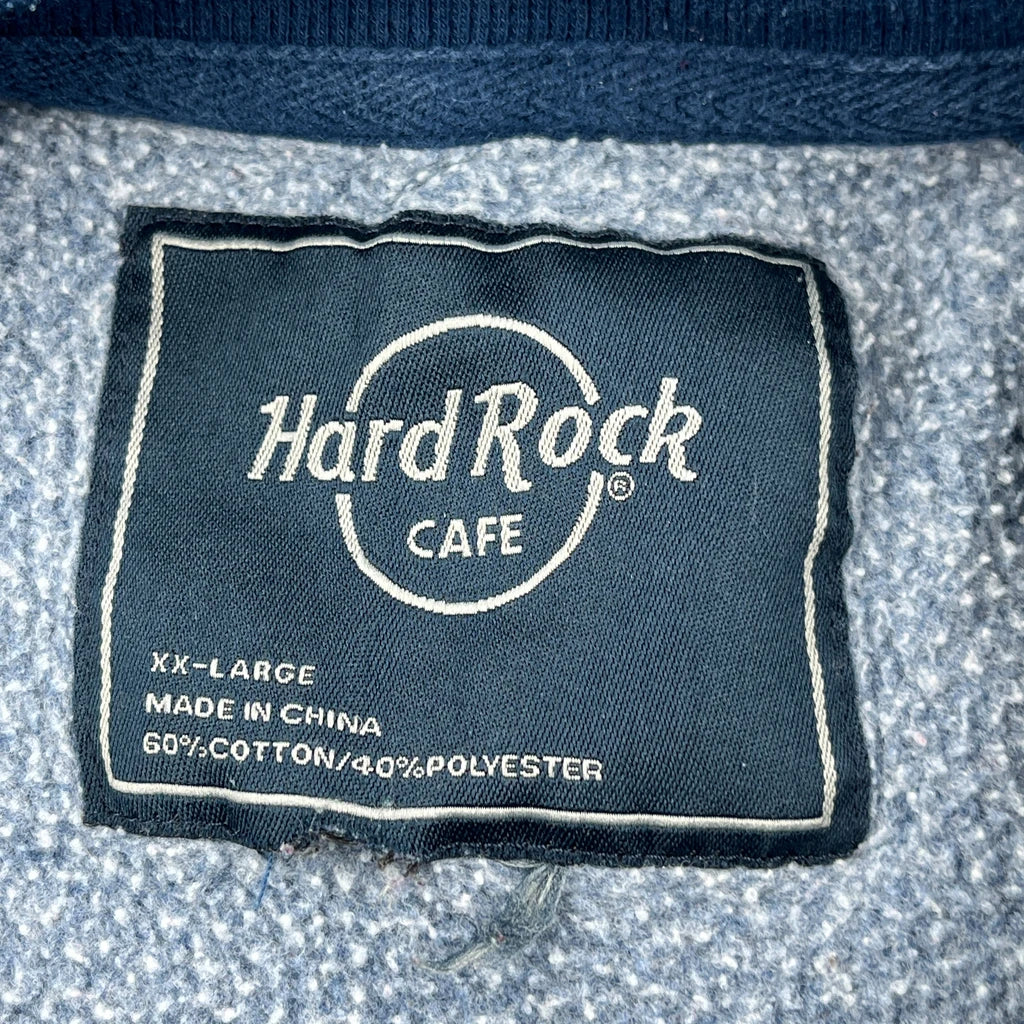 Hard Rock
®
CAFE
XX-LARGE
MADE IN CHINA
60%COTTON/40%POLYESTER